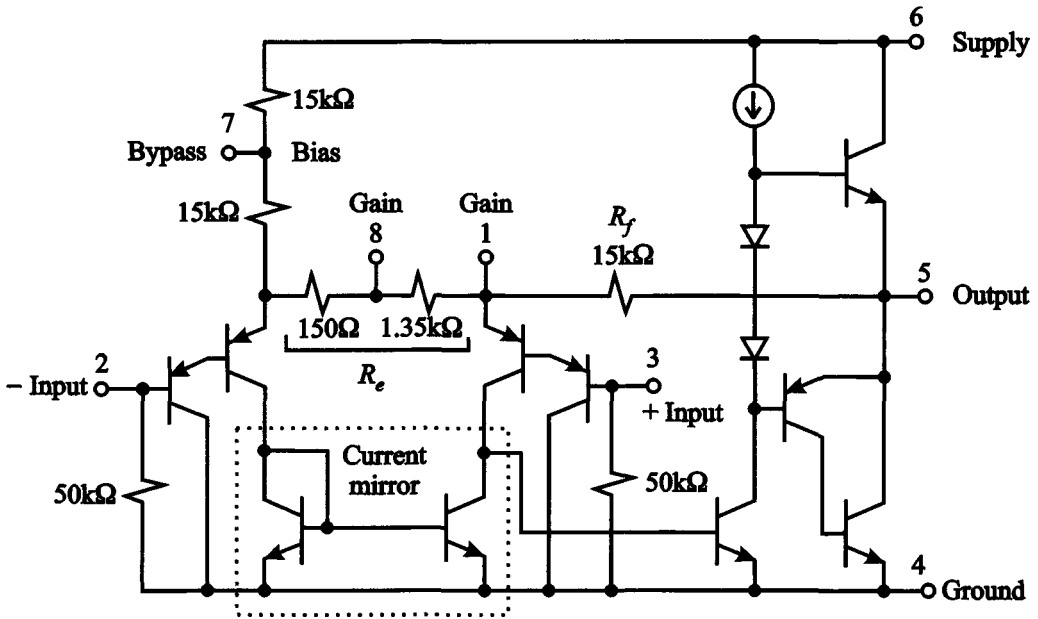 6
Supply
15kΩ
7
Bypass
Bias
15kΩ
Gain
8
Gain
1
R_f
15kΩ
5
Output
150Ω
1.35kΩ
R_e
2
− Input
3
+ Input
Current
mirror
50kΩ
50kΩ
4
Ground